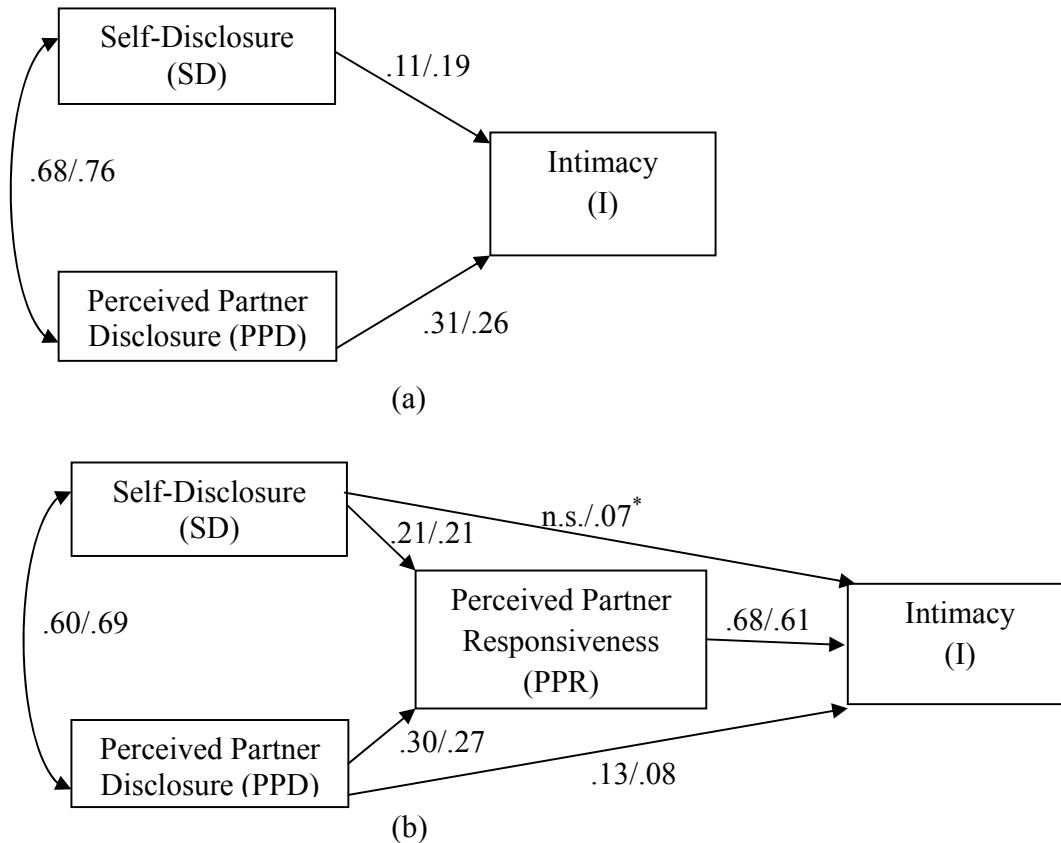 Self-Disclosure
(SD)
.11/.19
Intimacy
(I)
.68/.76
Perceived Partner
Disclosure (PPD)
.31/.26
(a)
Self-Disclosure
(SD)
n.s./.07*
.21/.21
Perceived Partner
Responsiveness
(PPR)
.68/.61
Intimacy
(I)
.60/.69
Perceived Partner
Disclosure (PPD)
.30/.27
.13/.08
(b)